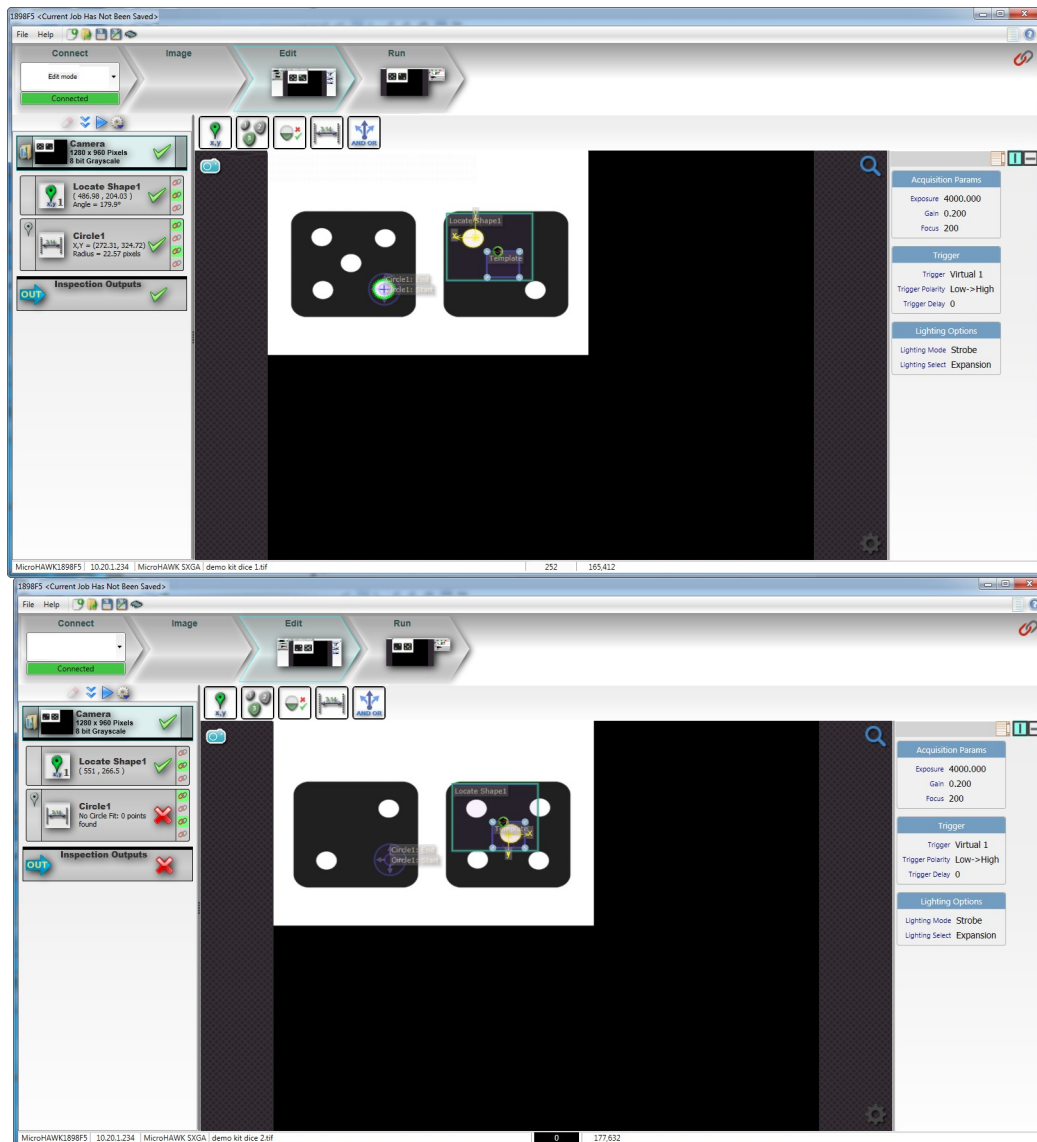 1898F5 <Current Job Has Not Been Saved>
File Help
Connect Image Edit Run
Edit mode
Connected
x,y AND OR
Camera
1280 x 960 Pixels
8 bit Grayscale
Locate Shape1
( 486.98 , 204.03 )
Angle = 179.9°
Circle1
X,Y = (272.31, 324.72)
Radius = 22.57 pixels
Inspection Outputs
OUT
Locate Shape1
Y
X
Template
Circle1: End
Circle1: Start
Acquisition Params
Exposure 4000.000
Gain 0.200
Focus 200
Trigger
Trigger Virtual 1
Trigger Polarity Low->High
Trigger Delay 0
Lighting Options
Lighting Mode Strobe
Lighting Select Expansion
MicroHAWK1898F5 10.20.1.234 MicroHAWK SXGA demo kit dice 1.tif 252 165,412
1898F5 <Current Job Has Not Been Saved>
File Help
Connect Image Edit Run
Connected
x,y AND OR
Camera
1280 x 960 Pixels
8 bit Grayscale
Locate Shape1
( 551 , 266.5 )
Circle1
No Circle Fit: 0 points
found
Inspection Outputs
OUT
Locate Shape1
X
Y
Circle1: End
Circle1: Start
Acquisition Params
Exposure 4000.000
Gain 0.200
Focus 200
Trigger
Trigger Virtual 1
Trigger Polarity Low->High
Trigger Delay 0
Lighting Options
Lighting Mode Strobe
Lighting Select Expansion
MicroHAWK1898F5 10.20.1.234 MicroHAWK SXGA demo kit dice 2.tif 0 177,632